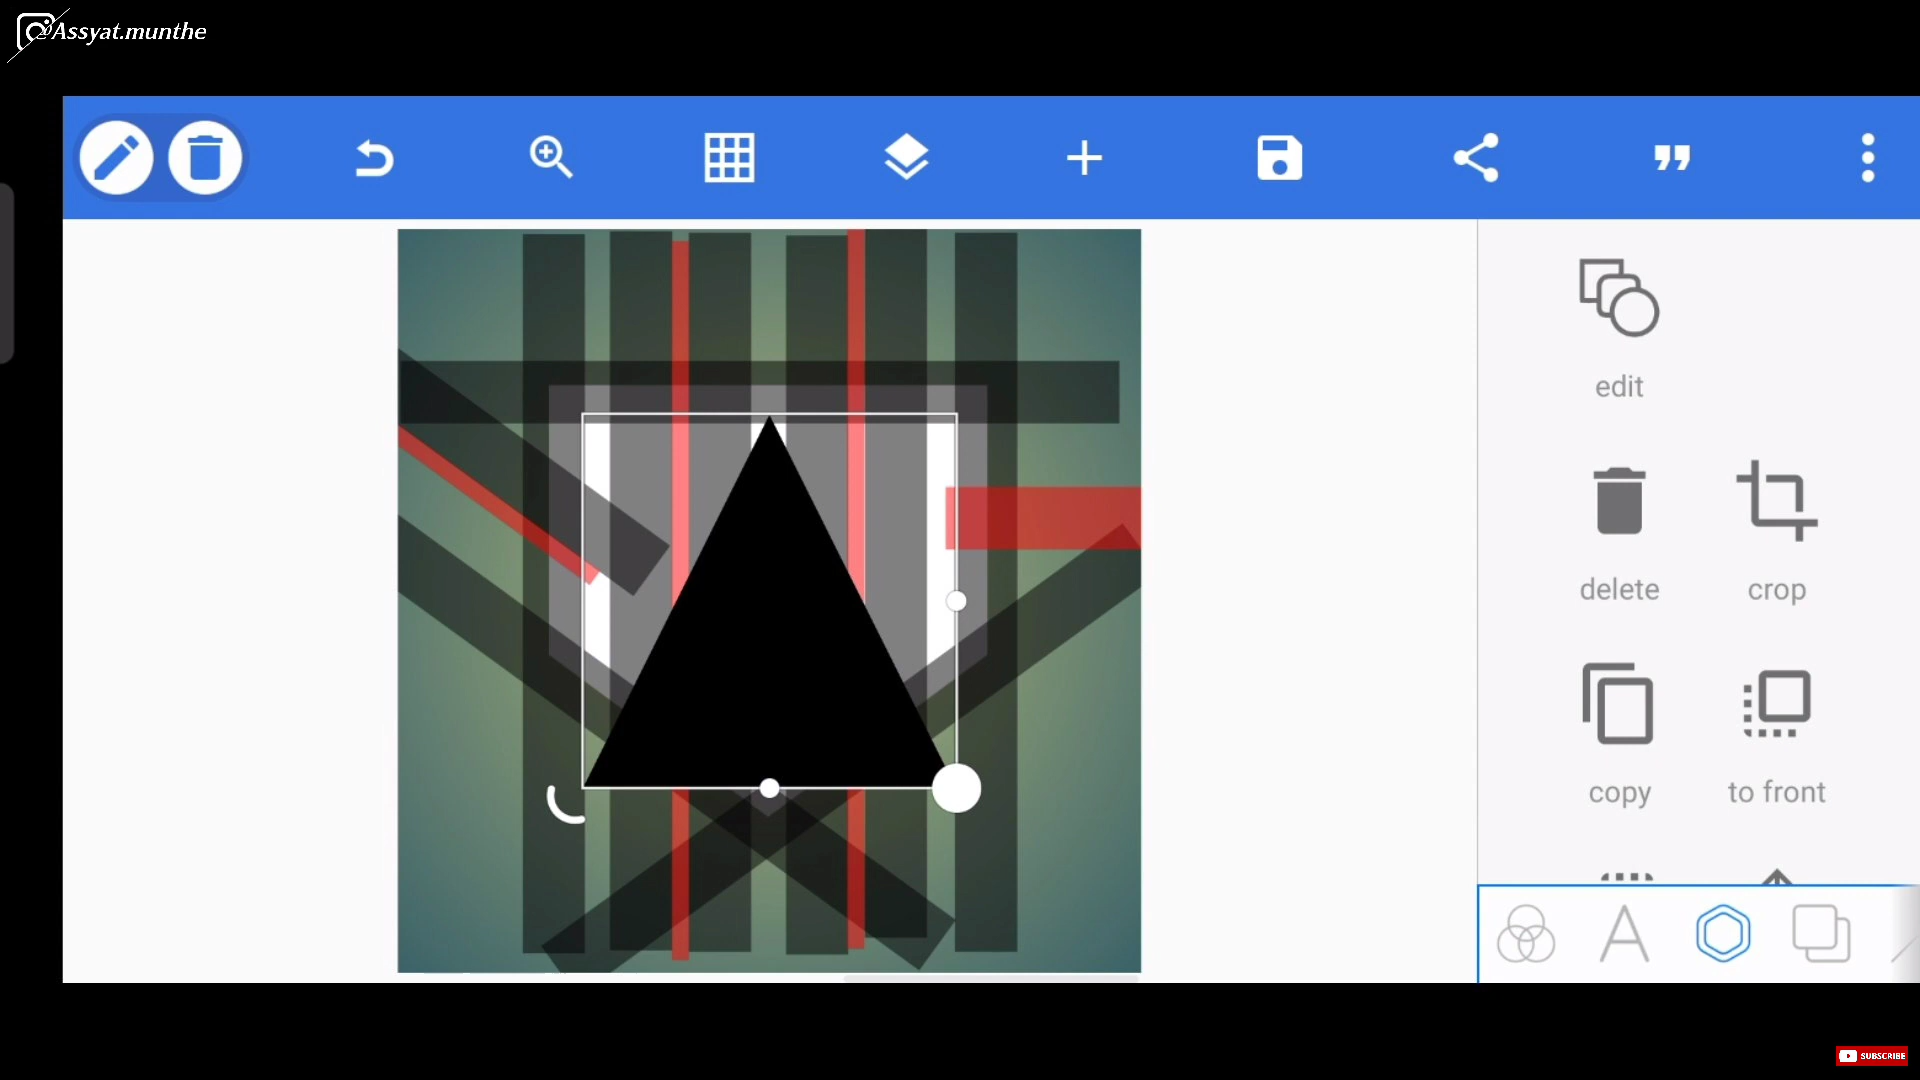 @Assyat.munthe
edit
delete crop
copy to front
SUBSCRIBE